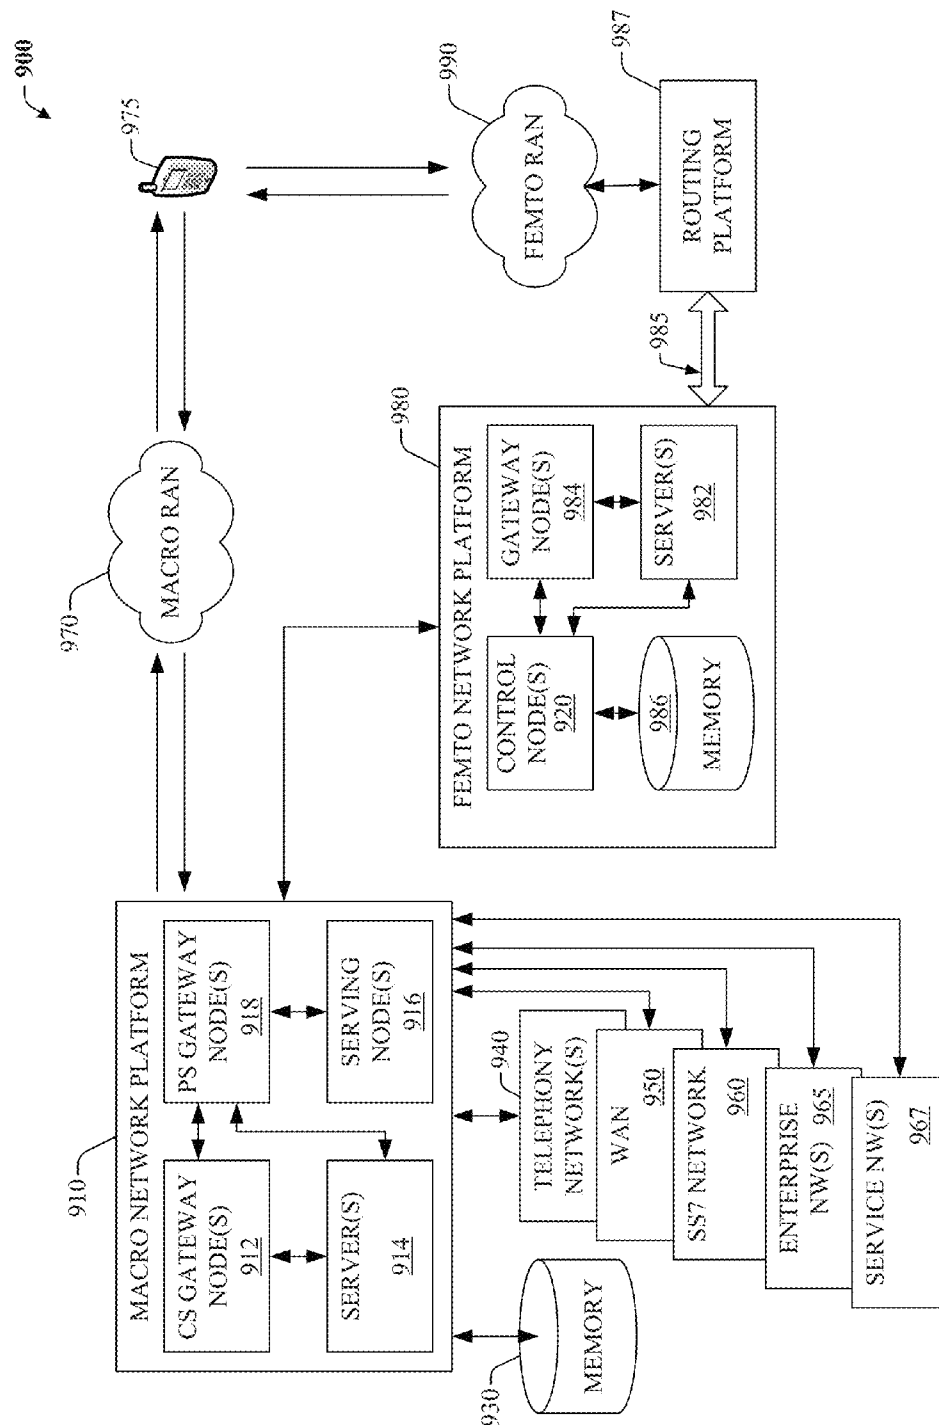 900
910
MACRO NETWORK PLATFORM
CS GATEWAY
NODE(S)
912
PS GATEWAY
NODE(S)
918
SERVER(S)
914
SERVING
NODE(S)
916
930
MEMORY
940
TELEPHONY
NETWORK(S)
WAN
950
SS7 NETWORK
960
ENTERPRISE
NW(S) 965
SERVICE NW(S)
967
970
MACRO RAN
975
980
FEMTO NETWORK PLATFORM
CONTROL
NODE(S)
920
GATEWAY
NODE(S)
984
986
MEMORY
SERVER(S)
982
985
990
FEMTO RAN
987
ROUTING
PLATFORM